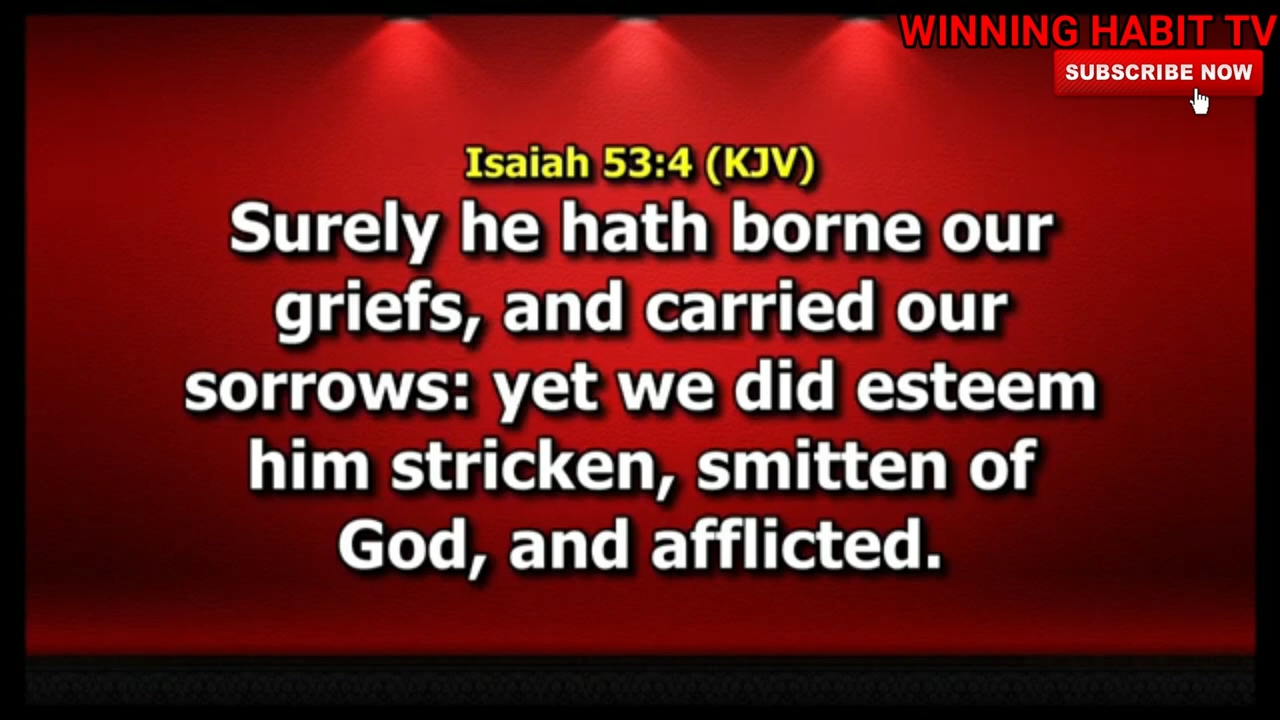 WINNING HABIT TV
SUBSCRIBE NOW
Isaiah 53:4 (KJV)
Surely he hath borne our
griefs, and carried our
sorrows: yet we did esteem
him stricken, smitten of
God, and afflicted.